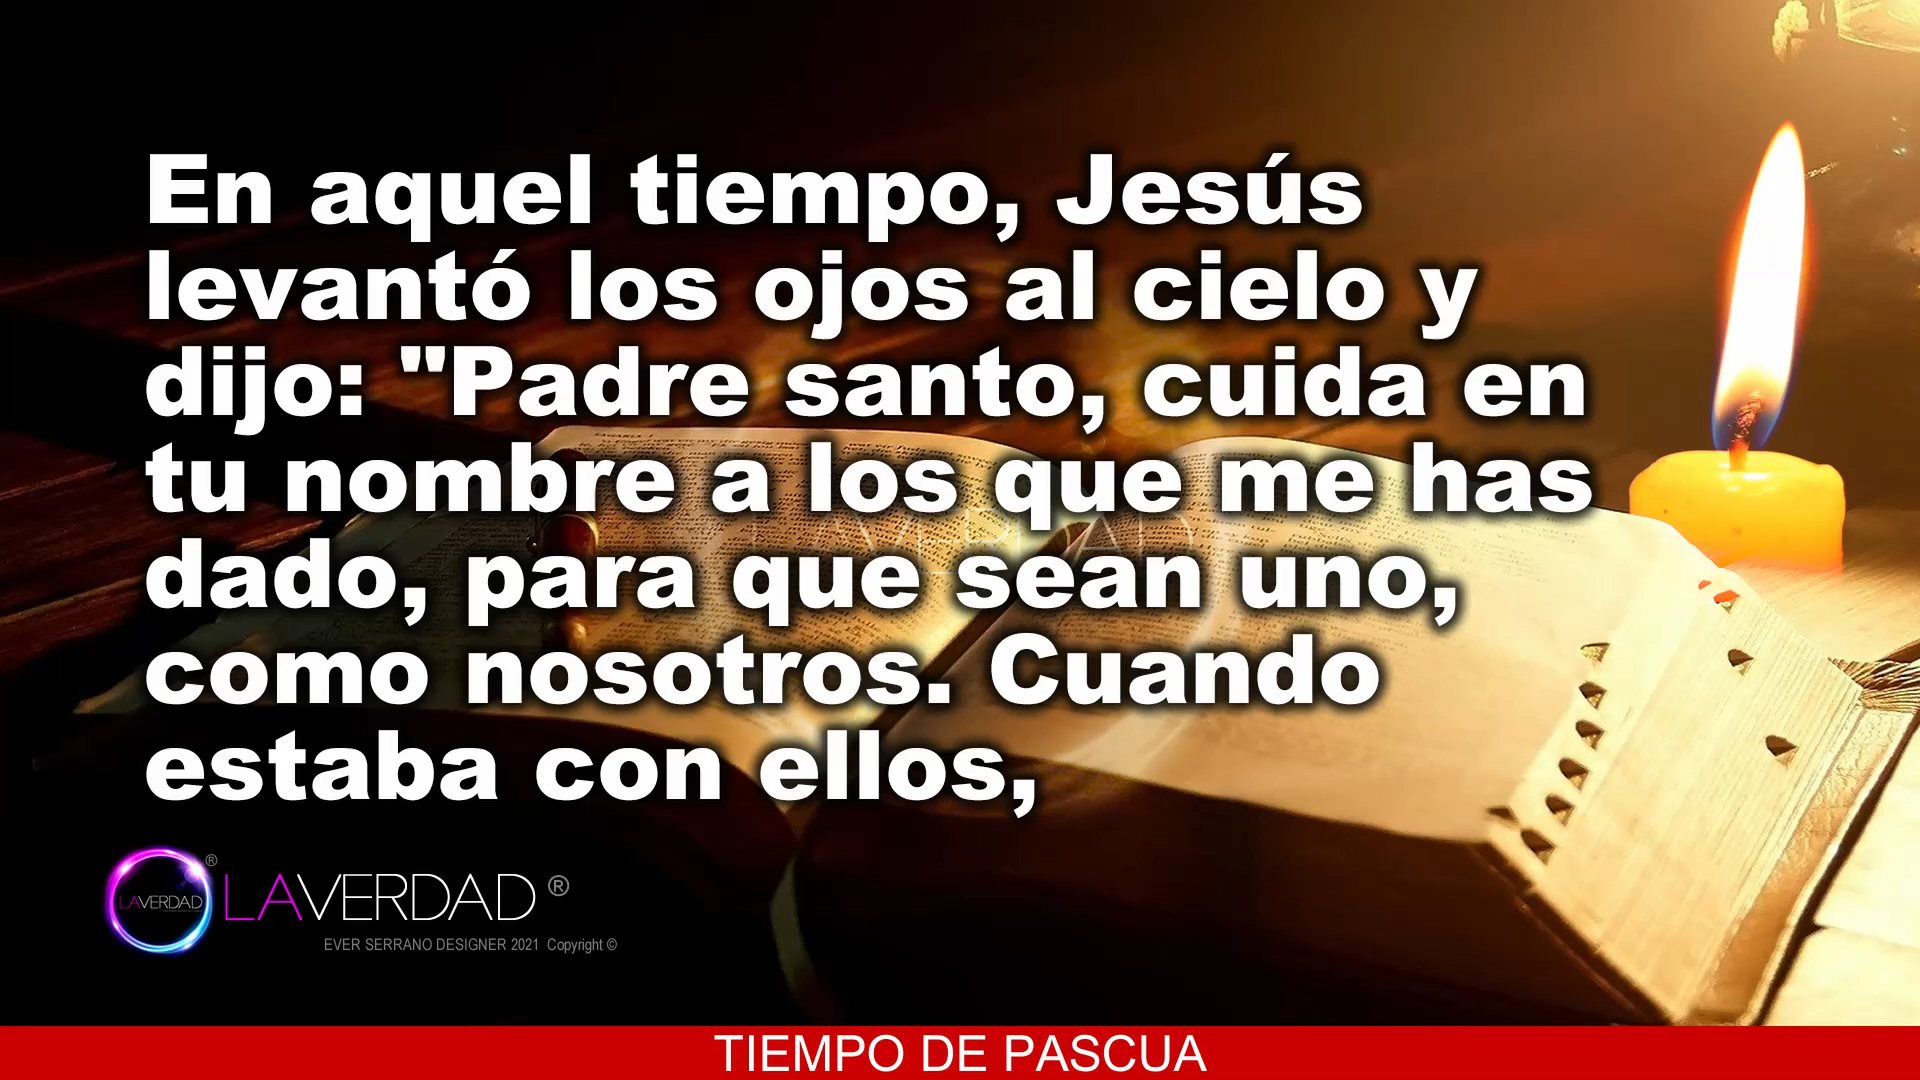 En aquel tiempo, Jesús
levantó los ojos al cielo y
dijo: "Padre santo, cuida en
tu nombre a los que me has
dado, para que sean uno,
como nosotros. Cuando
estaba con ellos,
LAVERDAD
LAVERDAD ®
LAVERDAD ®
EVER SERRANO DESIGNER 2021 Copyright ©
TIEMPO DE PASCUA